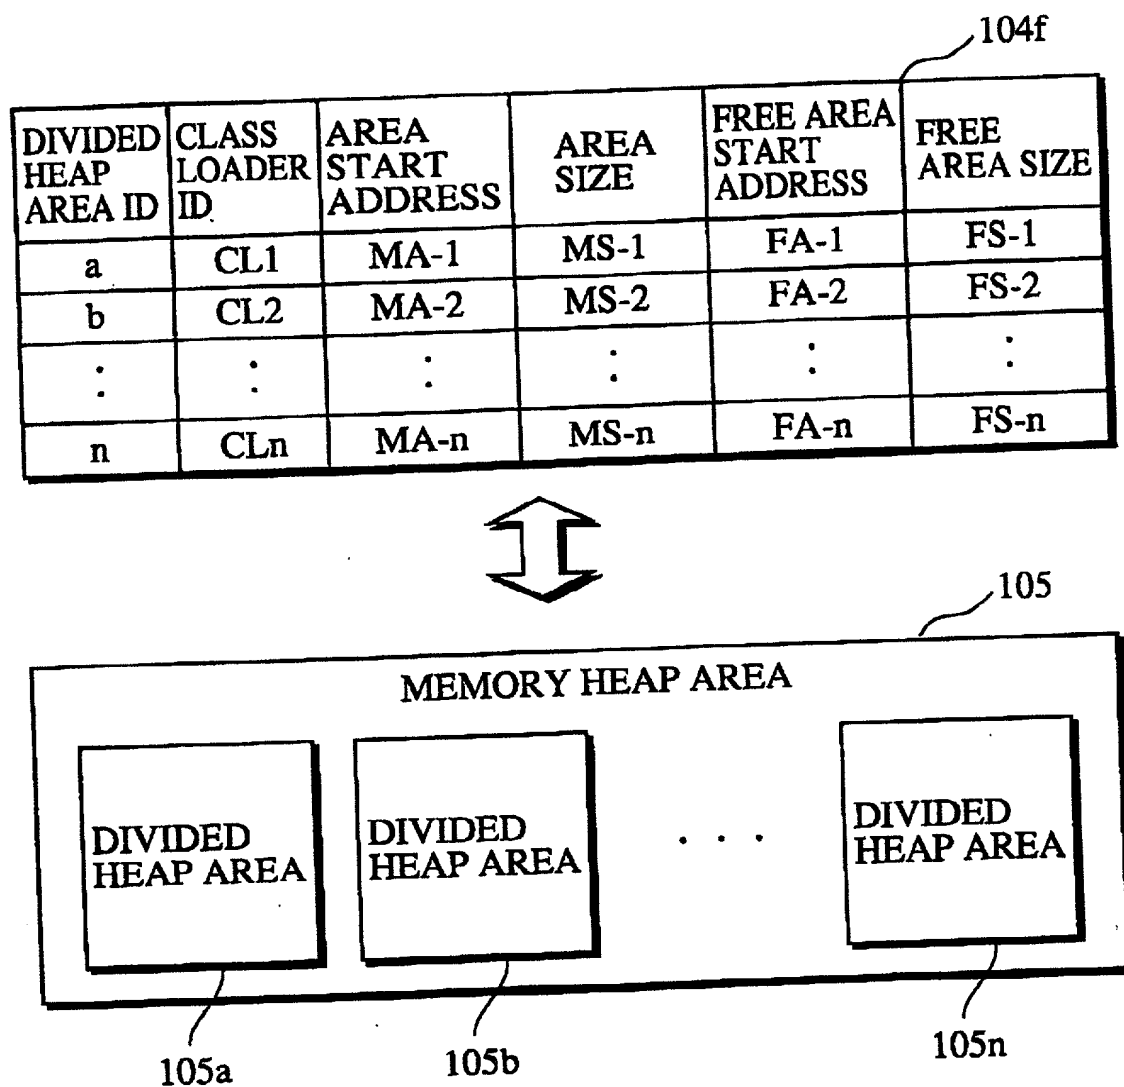 104f
DIVIDED HEAP AREA ID CLASS LOADER ID. AREA START ADDRESS AREA SIZE FREE AREA START ADDRESS FREE AREA SIZE
a CL1 MA-1 MS-1 FA-1 FS-1
b CL2 MA-2 MS-2 FA-2 FS-2
: : : : : :
n CLn MA-n MS-n FA-n FS-n
105
MEMORY HEAP AREA
DIVIDED HEAP AREA DIVIDED HEAP AREA . . . DIVIDED HEAP AREA
105a 105b 105n